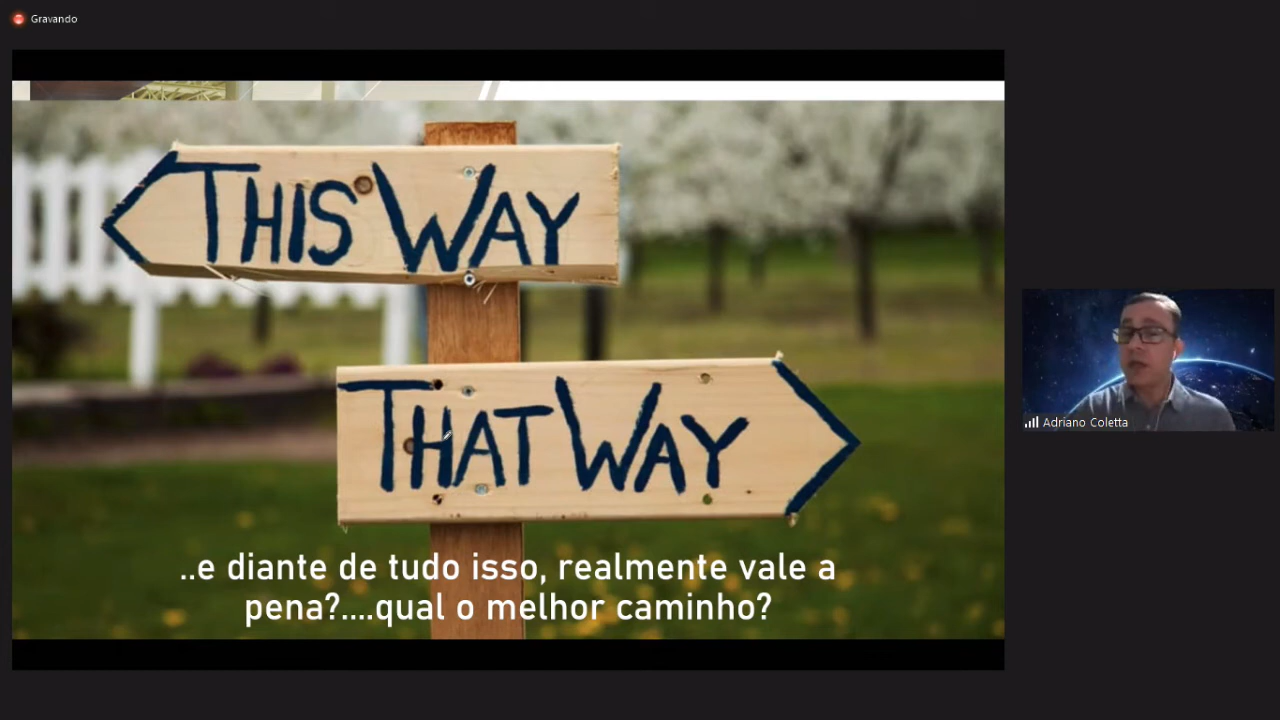 Gravando
THIS WAY
THAT WAY
..e diante de tudo isso, realmente vale a
pena?....qual o melhor caminho?
Adriano Coletta